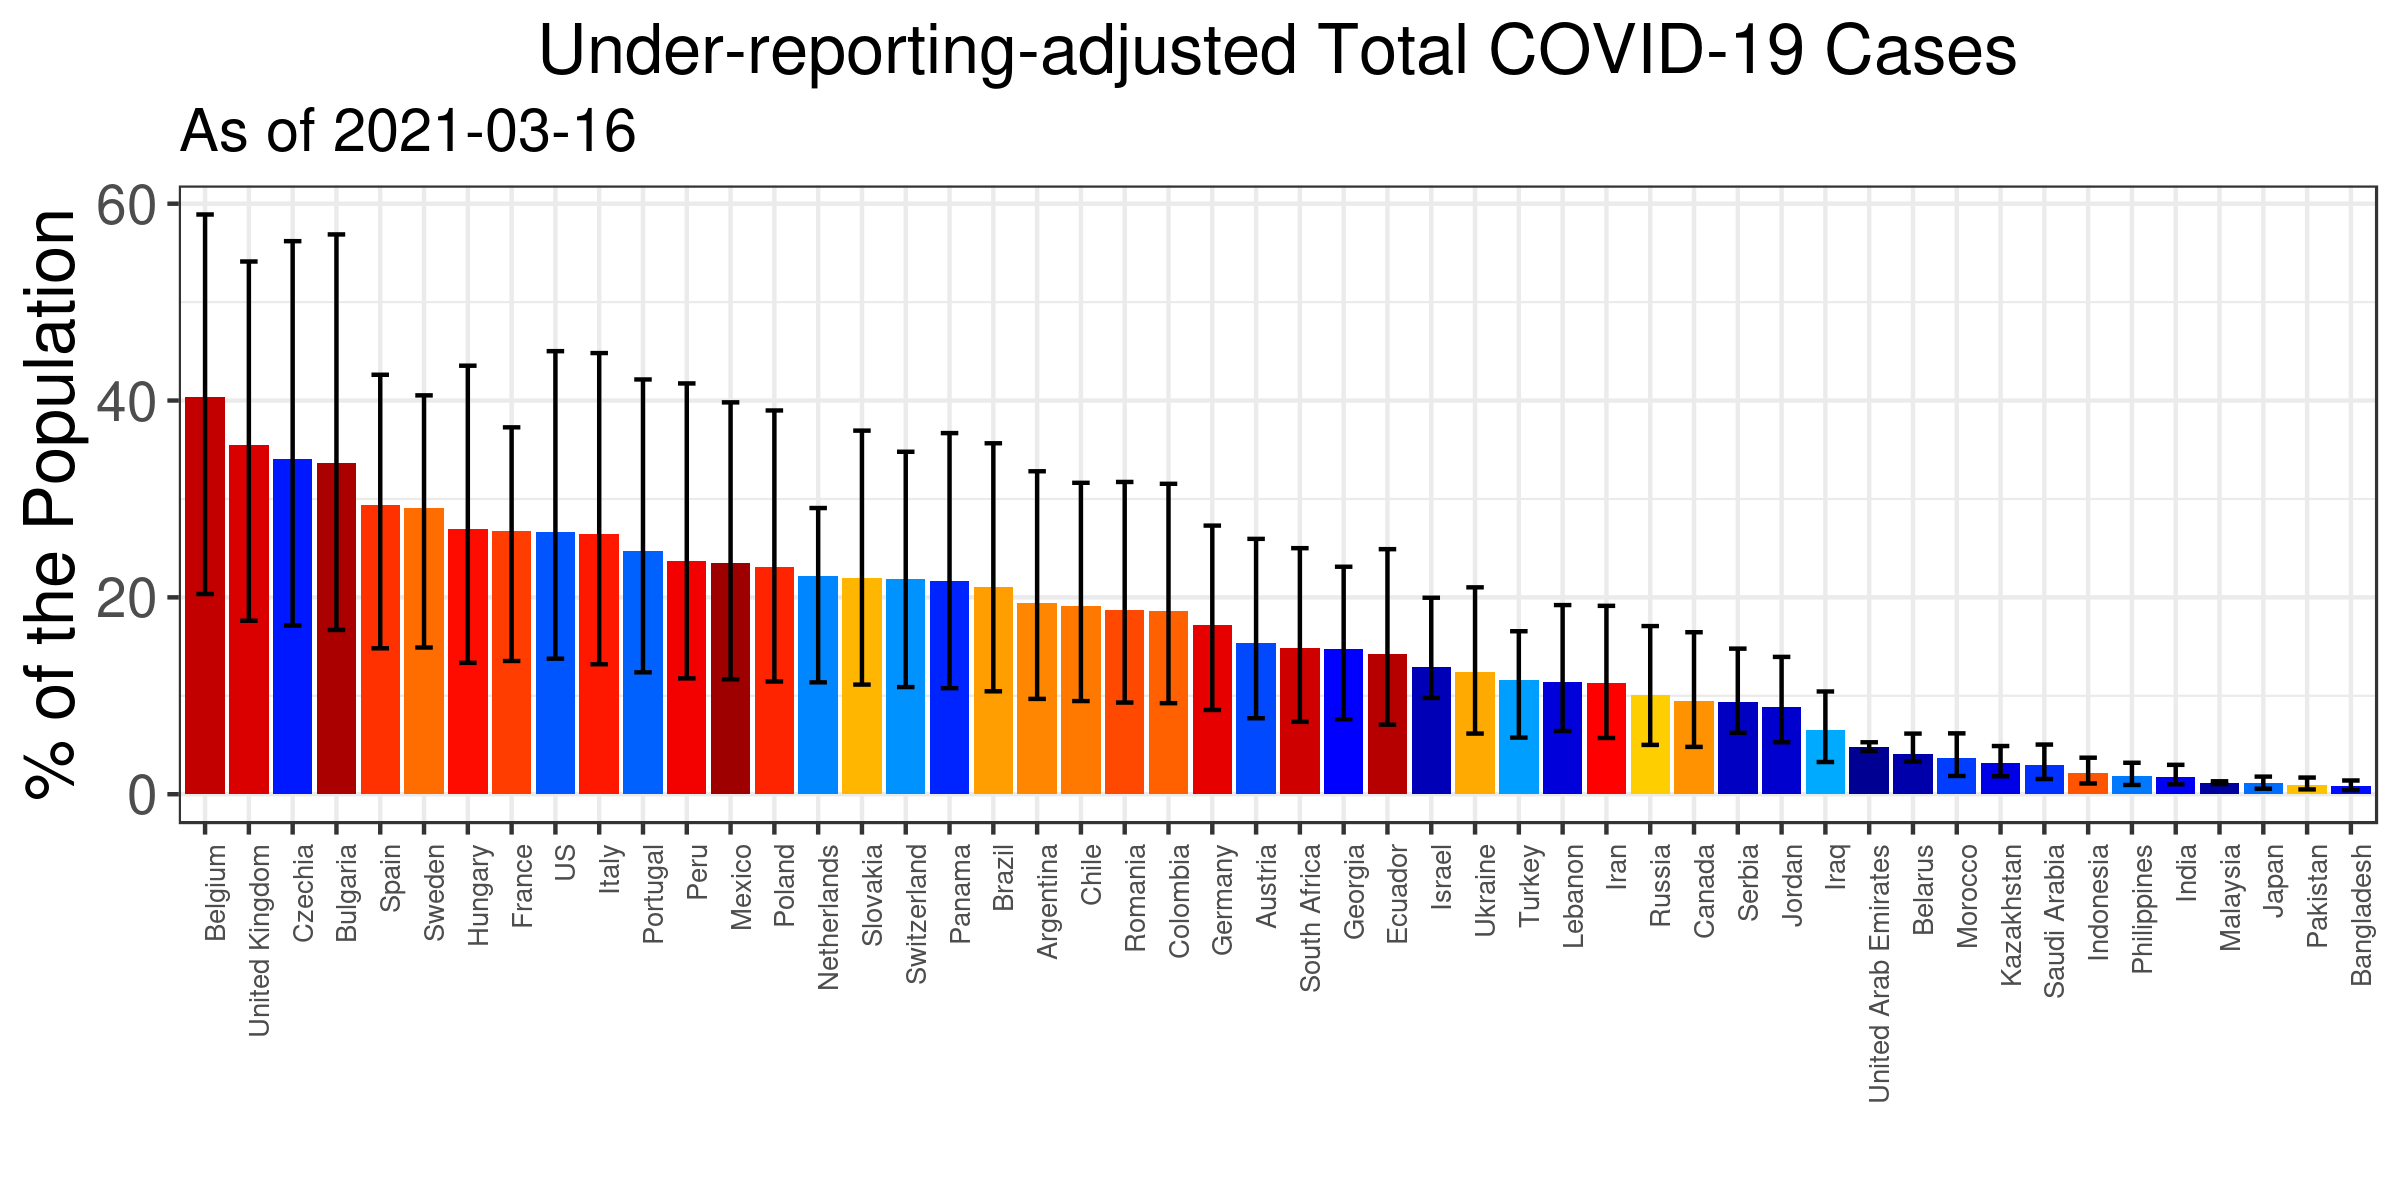 Under-reporting-adjusted Total COVID-19 Cases
As of 2021-03-16
% of the Population
60
40
20
0
Belgium
United Kingdom
Czechia
Bulgaria
Spain
Sweden
Hungary
France
US
Italy
Portugal
Peru
Mexico
Poland
Netherlands
Slovakia
Switzerland
Panama
Brazil
Argentina
Chile
Romania
Colombia
Germany
Austria
South Africa
Georgia
Ecuador
Israel
Ukraine
Turkey
Lebanon
Iran
Russia
Canada
Serbia
Jordan
Iraq
United Arab Emirates
Belarus
Morocco
Kazakhstan
Saudi Arabia
Indonesia
Philippines
India
Malaysia
Japan
Pakistan
Bangladesh